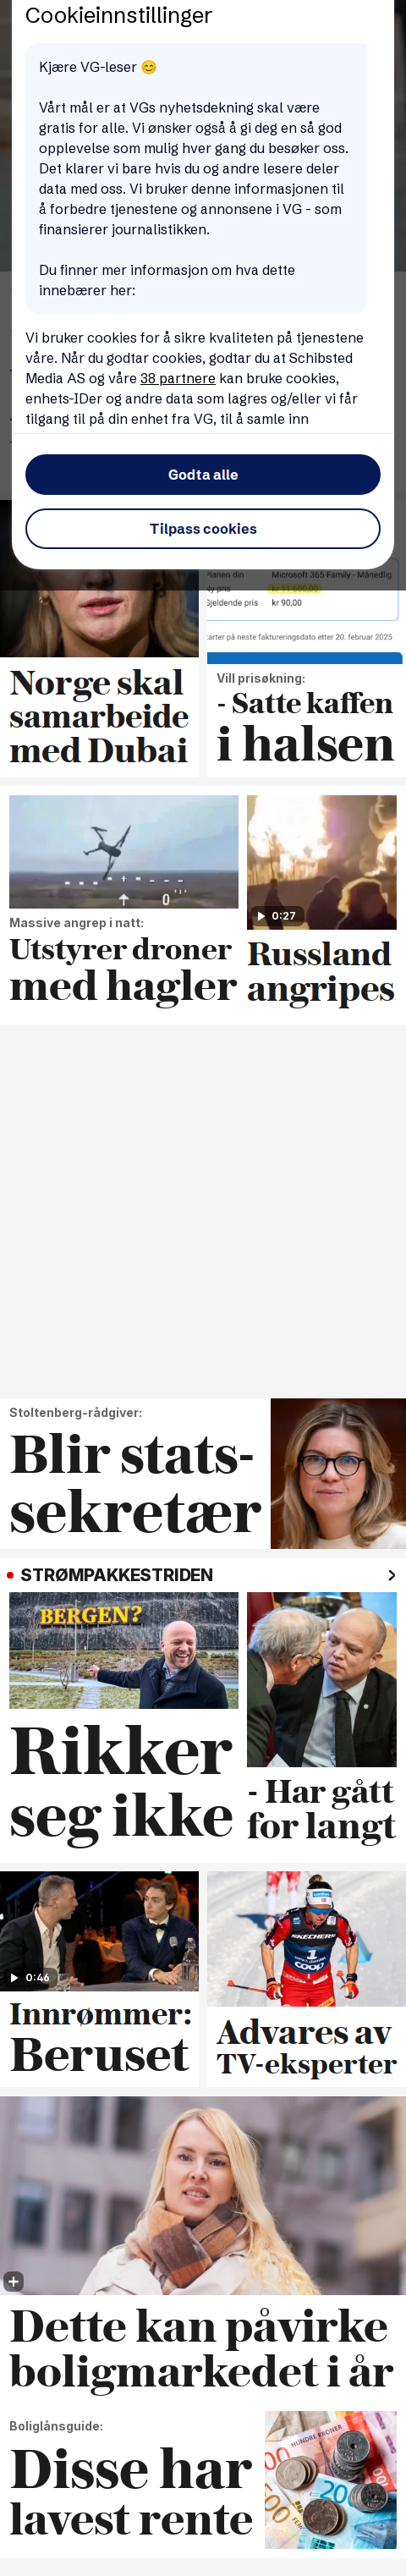 Cookieinnstillinger
Kjære VG-leser 😊
Vårt mål er at VGs nyhetsdekning skal være
gratis for alle. Vi ønsker også å gi deg en så god
opplevelse som mulig hver gang du besøker oss.
Det klarer vi bare hvis du og andre lesere deler
data med oss. Vi bruker denne informasjonen til
å forbedre tjenestene og annonsene i VG - som
finansierer journalistikken.
Du finner mer informasjon om hva dette
innebærer her:
Vi bruker cookies for å sikre kvaliteten på tjenestene
våre. Når du godtar cookies, godtar du at Schibsted
Media AS og våre 38 partnere kan bruke cookies,
enhets-IDer og andre data som lagres og/eller vi får
tilgang til på din enhet fra VG, til å samle inn
Godta alle
Tilpass cookies
Planen din Microsoft 365 Family - Månedlig
Ny pris kr 11 600,00
Gjeldende pris kr 90,00
tarter på neste faktureringsdato etter 20. februar 2025
Norge skal
samarbeide
med Dubai
Vill prisøkning:
- Satte kaffen
i halsen
0:27
Massive angrep i natt:
Utstyrer droner
med hagler
Russland
angripes
Stoltenberg-rådgiver:
Blir stats-
sekretær
STRØMPAKKESTRIDEN
BERGEN?
Rikker
seg ikke
- Har gått
for langt
0:46
Innrømmer:
Beruset
SKECHERS
1
coop
Advares av
TV-eksperter
Dette kan påvirke
boligmarkedet i år
Boliglånsguide:
Disse har
lavest rente
HUNDRE KRONER